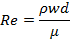 Re = ρwd / μ